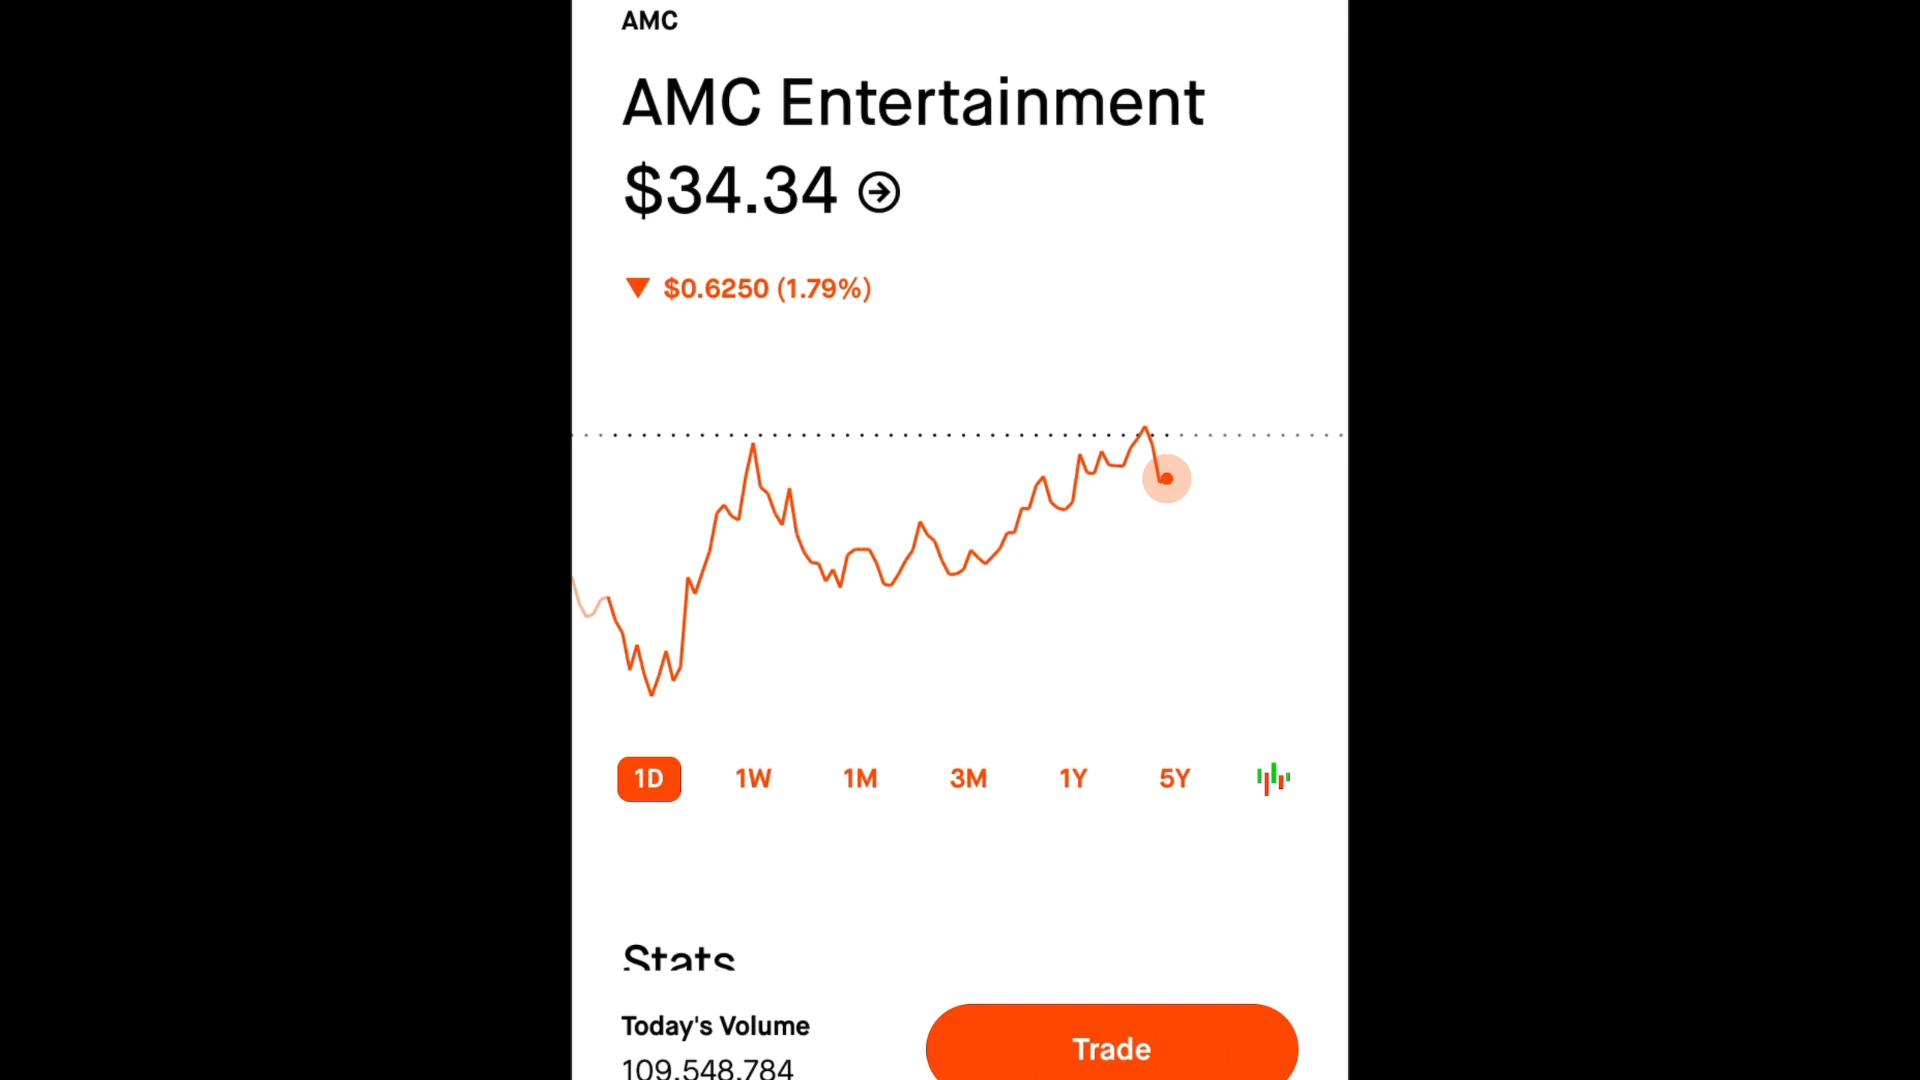 AMC
AMC Entertainment
$34.34
$0.6250 (1.79%)
1D 1W 1M 3M 1Y 5Y
Stats
Today's Volume
109,548,784
Trade